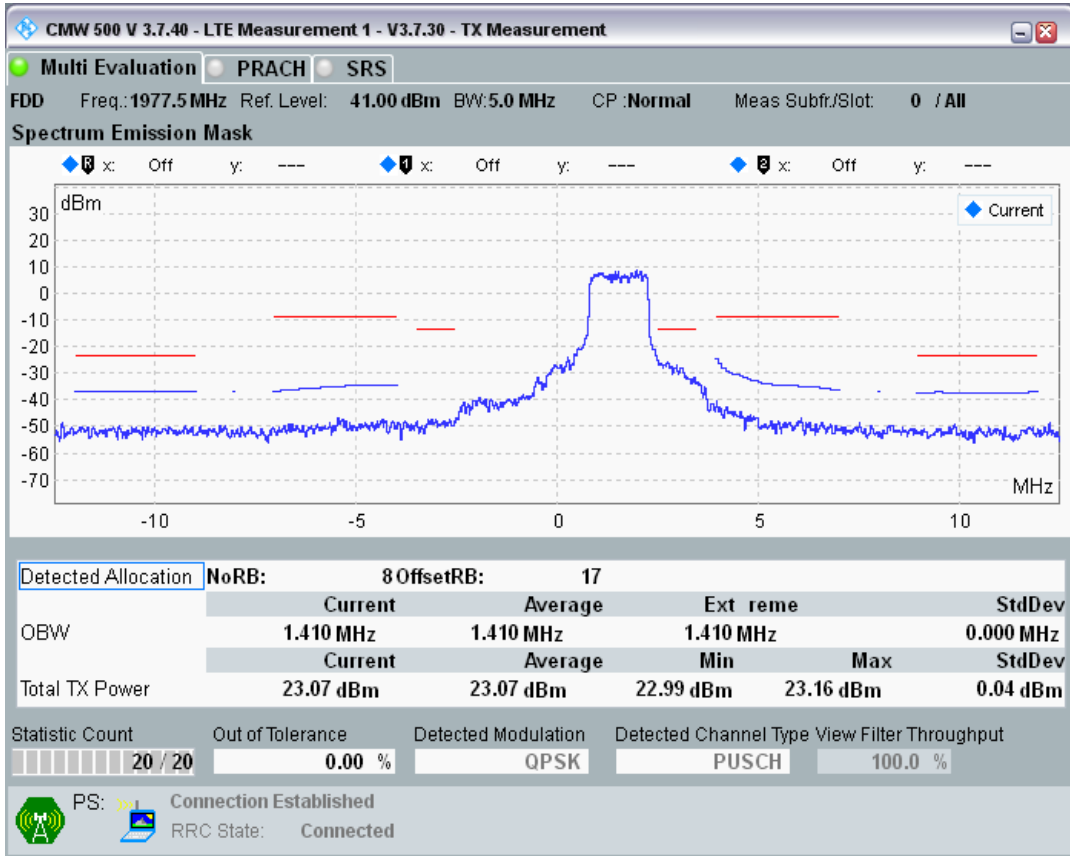 CMW 500 V 3.7.40 - LTE Measurement 1 - V3.7.30 - TX Measurement
Multi Evaluation PRACH SRS
FDD Freq.: 1977.5 MHz Ref. Level: 41.00 dBm BW: 5.0 MHz CP : Normal Meas Subfr./Slot: 0 / All
Spectrum Emission Mask
R x: Off y: --- 1 x: Off y: --- 2 x: Off y: ---
dBm
Current
30
20
10
0
-10
-20
-30
-40
-50
-60
-70
MHz
-10 -5 0 5 10
Detected Allocation NoRB: 8 OffsetRB: 17
Current Average Ext reme StdDev
OBW 1.410 MHz 1.410 MHz 1.410 MHz 0.000 MHz
Current Average Min Max StdDev
Total TX Power 23.07 dBm 23.07 dBm 22.99 dBm 23.16 dBm 0.04 dBm
Statistic Count Out of Tolerance Detected Modulation Detected Channel Type View Filter Throughput
20 / 20 0.00 % QPSK PUSCH 100.0 %
PS: Connection Established
RRC State: Connected